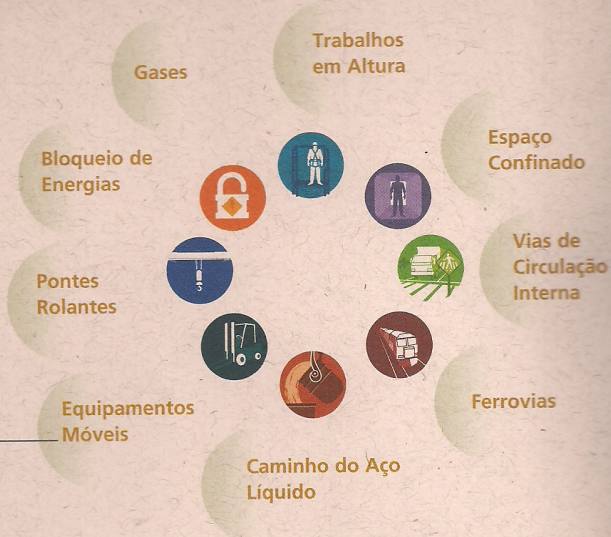 Trabalhos
em Altura
Gases
Espaço
Confinado
Bloqueio de
Energias
Vias de
Circulação
Interna
Pontes
Rolantes
Ferrovias
Equipamentos
Móveis
Caminho do Aço
Líquido